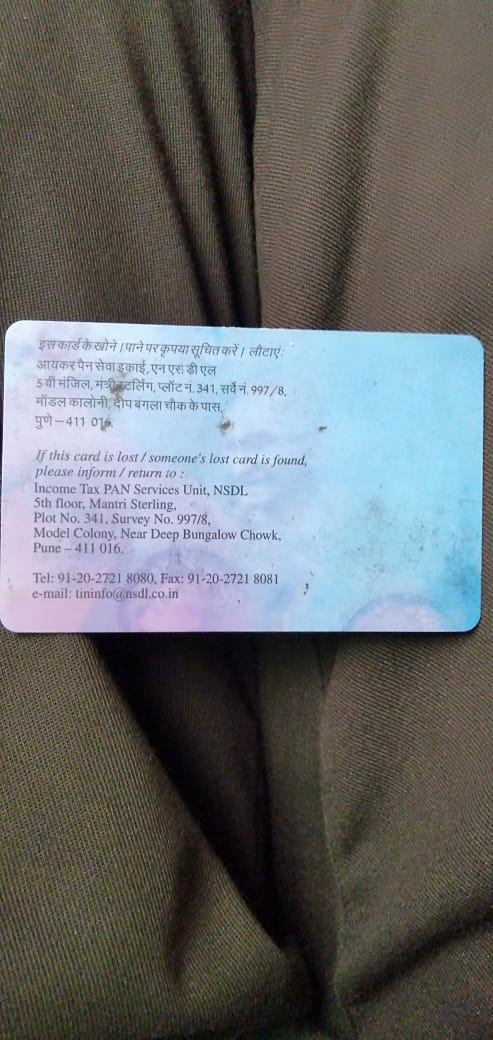 इस कार्ड के खोने / पाने पर कृपया सूचित करें । लौटाएं :
आयकर पैन सेवा इकाई, एन एस डी एल
5 वी मंजिल, मंत्री स्टर्लिंग, प्लॉट नं. 341, सर्वे नं. 997/8,
मॉडल कालोनी, दीप बंगला चौक के पास,
पुणे – 411 016.
If this card is lost / someone's lost card is found,
please inform / return to :
Income Tax PAN Services Unit, NSDL
5th floor, Mantri Sterling,
Plot No. 341, Survey No. 997/8,
Model Colony, Near Deep Bungalow Chowk,
Pune – 411 016.
Tel: 91-20-2721 8080, Fax: 91-20-2721 8081
e-mail: tininfo@nsdl.co.in